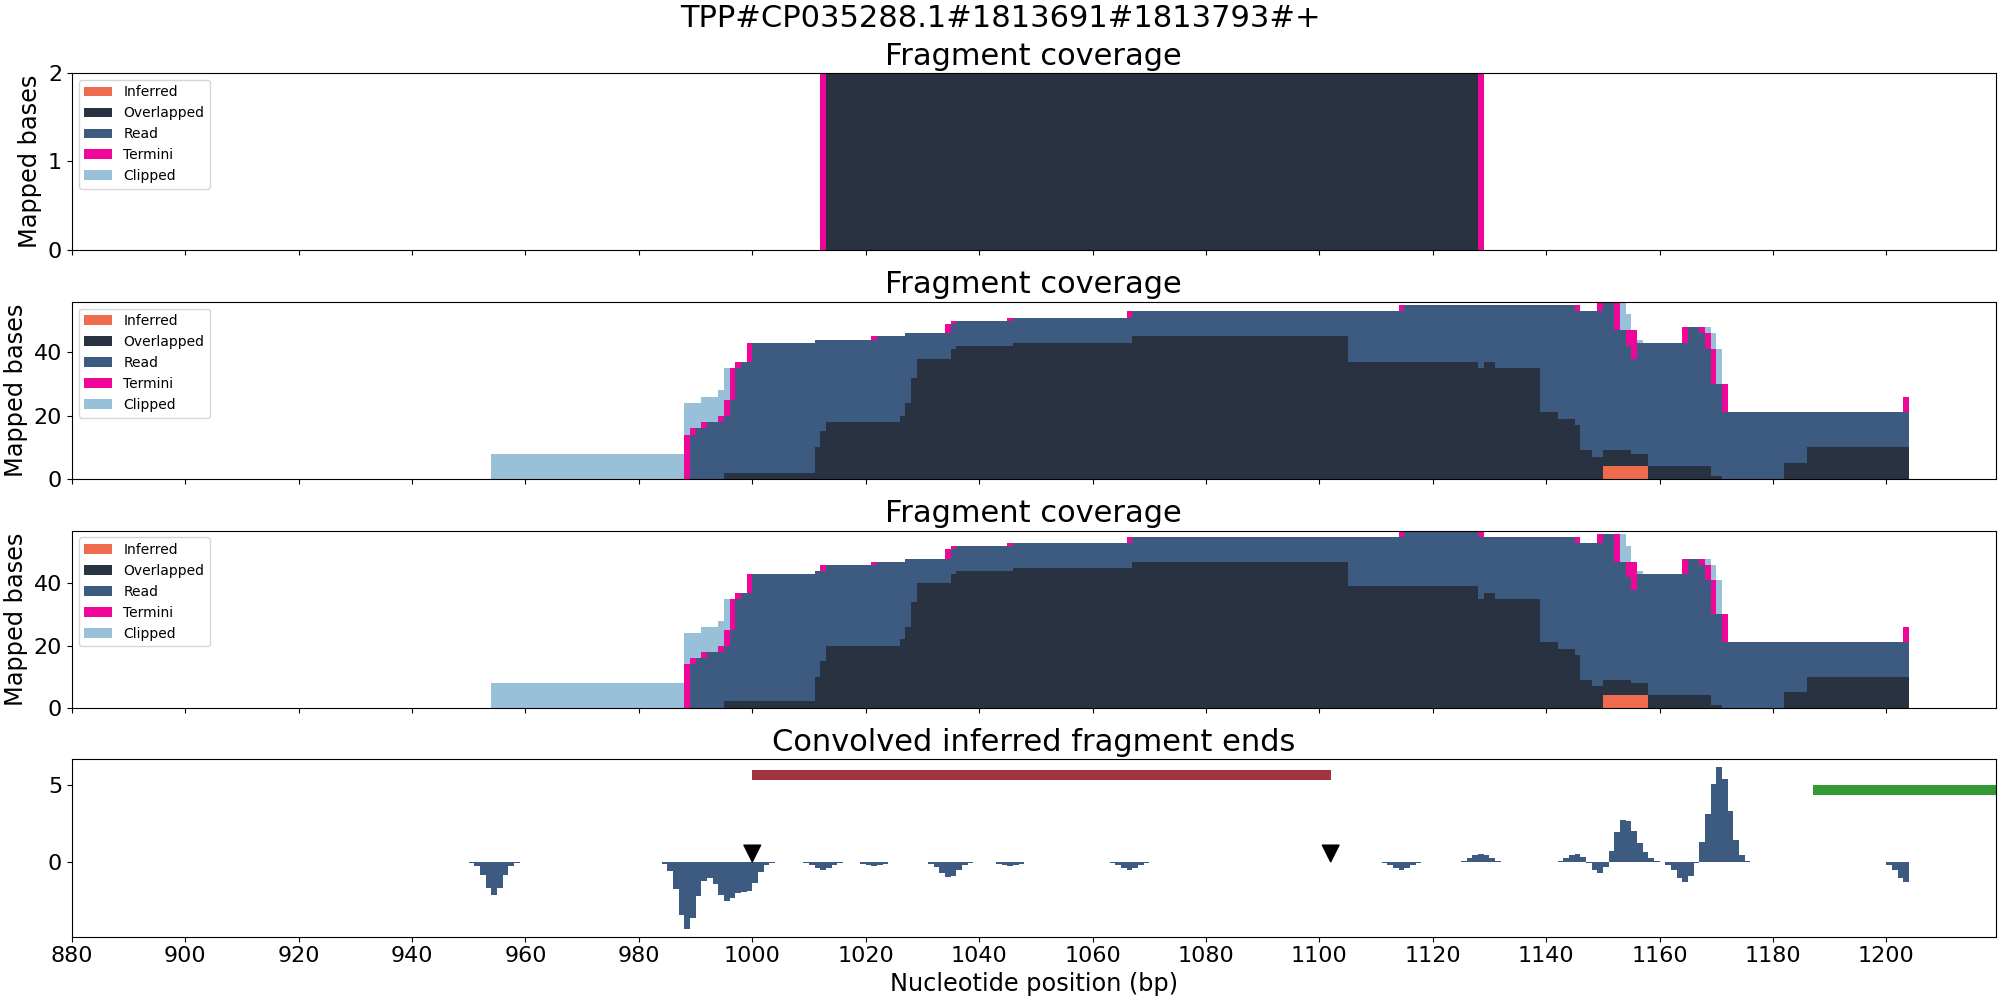 TPP#CP035288.1#1813691#1813793#+
Fragment coverage
Mapped bases
2
1
0
Inferred
Overlapped
Read
Termini
Clipped
Fragment coverage
Mapped bases
40
20
0
Inferred
Overlapped
Read
Termini
Clipped
Fragment coverage
Mapped bases
40
20
0
Inferred
Overlapped
Read
Termini
Clipped
Convolved inferred fragment ends
5
0
880 900 920 940 960 980 1000 1020 1040 1060 1080 1100 1120 1140 1160 1180 1200
Nucleotide position (bp)